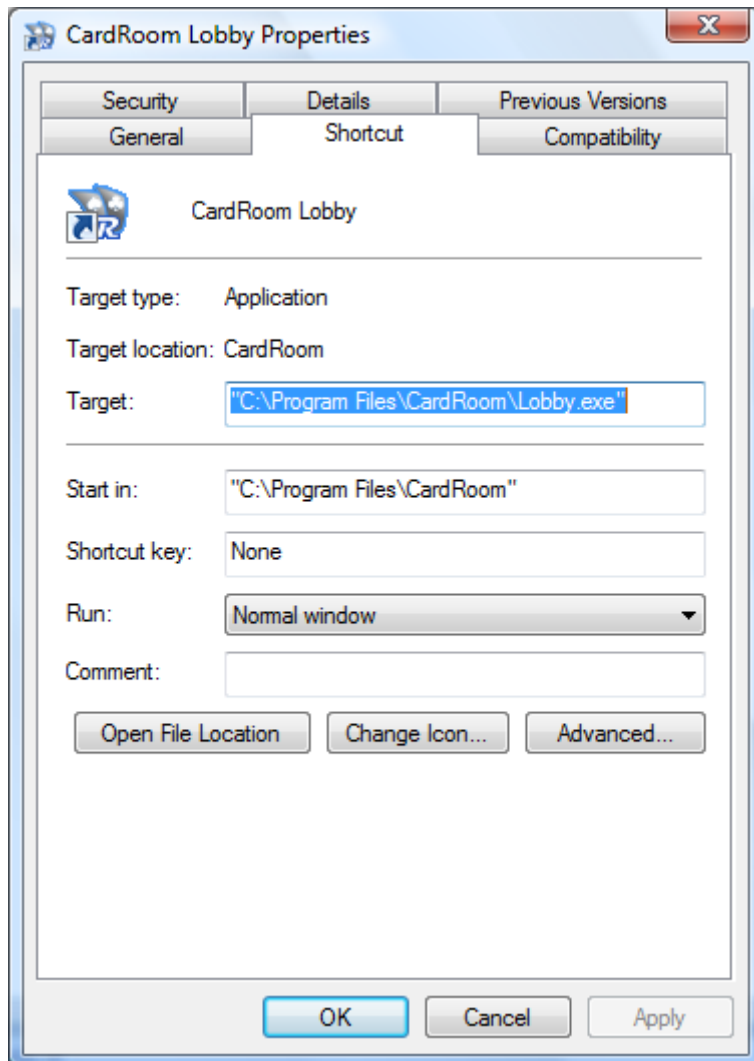 CardRoom Lobby Properties
Security Details Previous Versions
General Shortcut Compatibility
CardRoom Lobby
Target type: Application
Target location: CardRoom
Target: "C:\Program Files\CardRoom\Lobby.exe"
Start in: "C:\Program Files\CardRoom"
Shortcut key: None
Run: Normal window
Comment:
Open File Location Change Icon... Advanced...
OK Cancel Apply